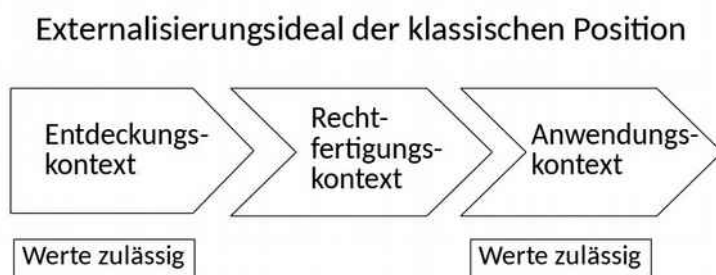 Externalisierungsideal der klassischen Position
Entdeckungs-
kontext
Recht-
fertigungs-
kontext
Anwendungs-
kontext
Werte zulässig
Werte zulässig